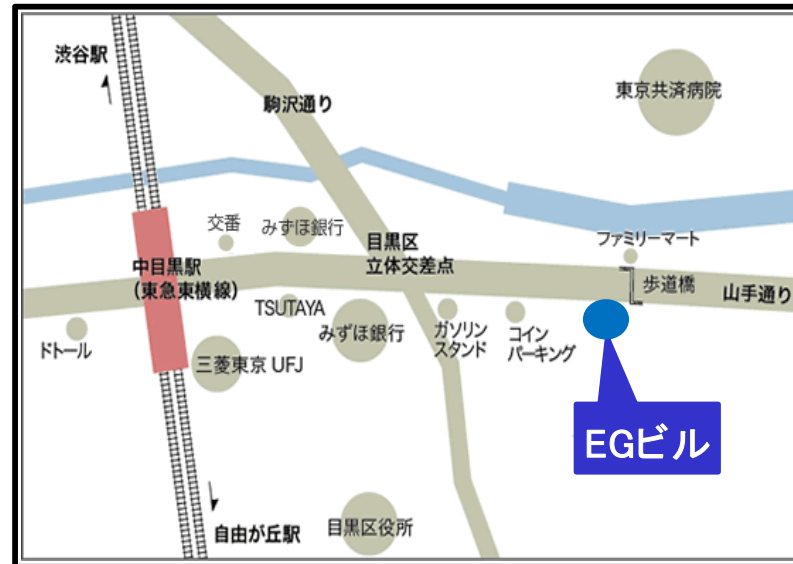 渋谷駅
駒沢通り
東京共済病院
交番
みずほ銀行
目黒区
立体交差点
ファミリーマート
中目黒駅
(東急東横線)
歩道橋
山手通り
TSUTAYA
ドトール
みずほ銀行
ガソリン
スタンド
コイン
パーキング
三菱東京 UFJ
EGビル
目黒区役所
自由が丘駅